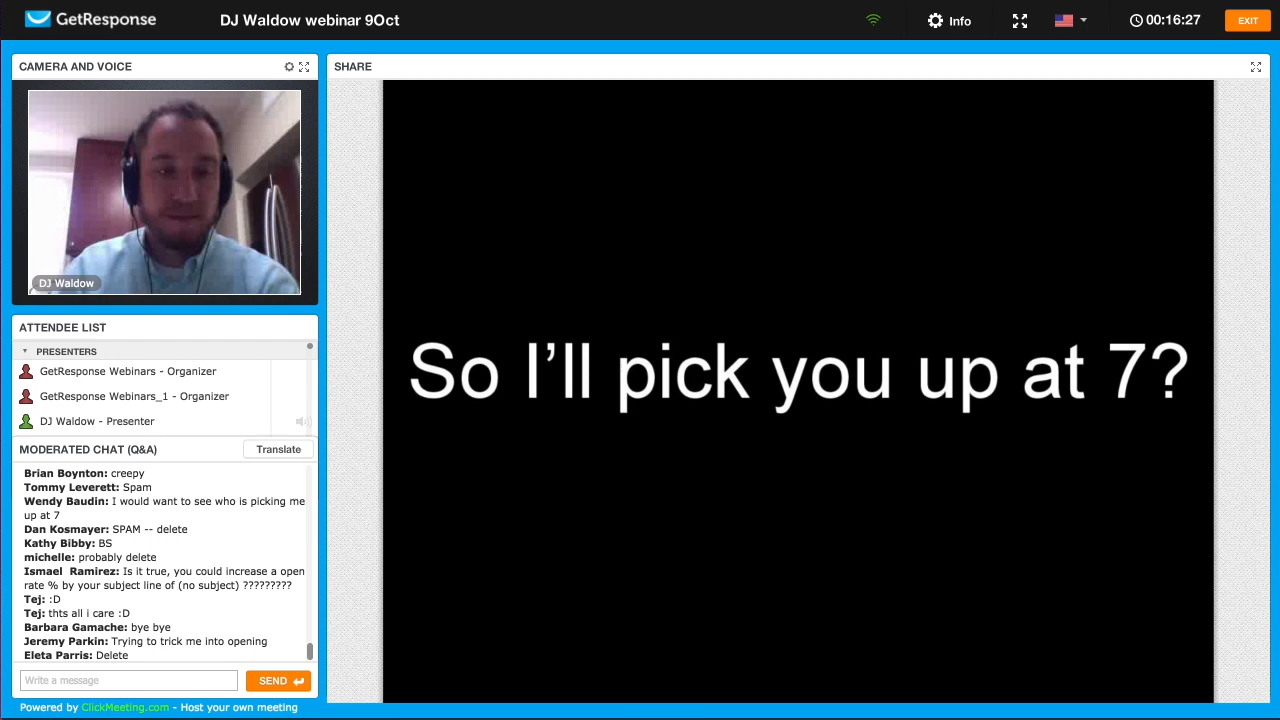 GetResponse
DJ Waldow webinar 9Oct
Info
00:16:27
EXIT
CAMERA AND VOICE
DJ Waldow
ATTENDEE LIST
PRESENTERS
GetResponse Webinars - Organizer
GetResponse Webinars_1 - Organizer
DJ Waldow - Presenter
MODERATED CHAT (Q&A)
Translate
Brian Boynton: creepy
Tommy Leverett: Spam
Wendy Baudin: I would want to see who is picking me
up at 7
Dan Kosmayer: SPAM -- delete
Kathy Bibby: BS
michelle: probably delete
Ismael Ramirez: Is it true, you could increase a open
rate % by your subject line of (no subject) ?????????
Tej: :D
Tej: thts all i care :D
Barbara Gamache: bye bye
Jeremy Parkin: Trying to trick me into opening
Eleta Parris: Delete
Write a message
SEND
Powered by ClickMeeting.com - Host your own meeting
SHARE
So I’ll pick you up at 7?